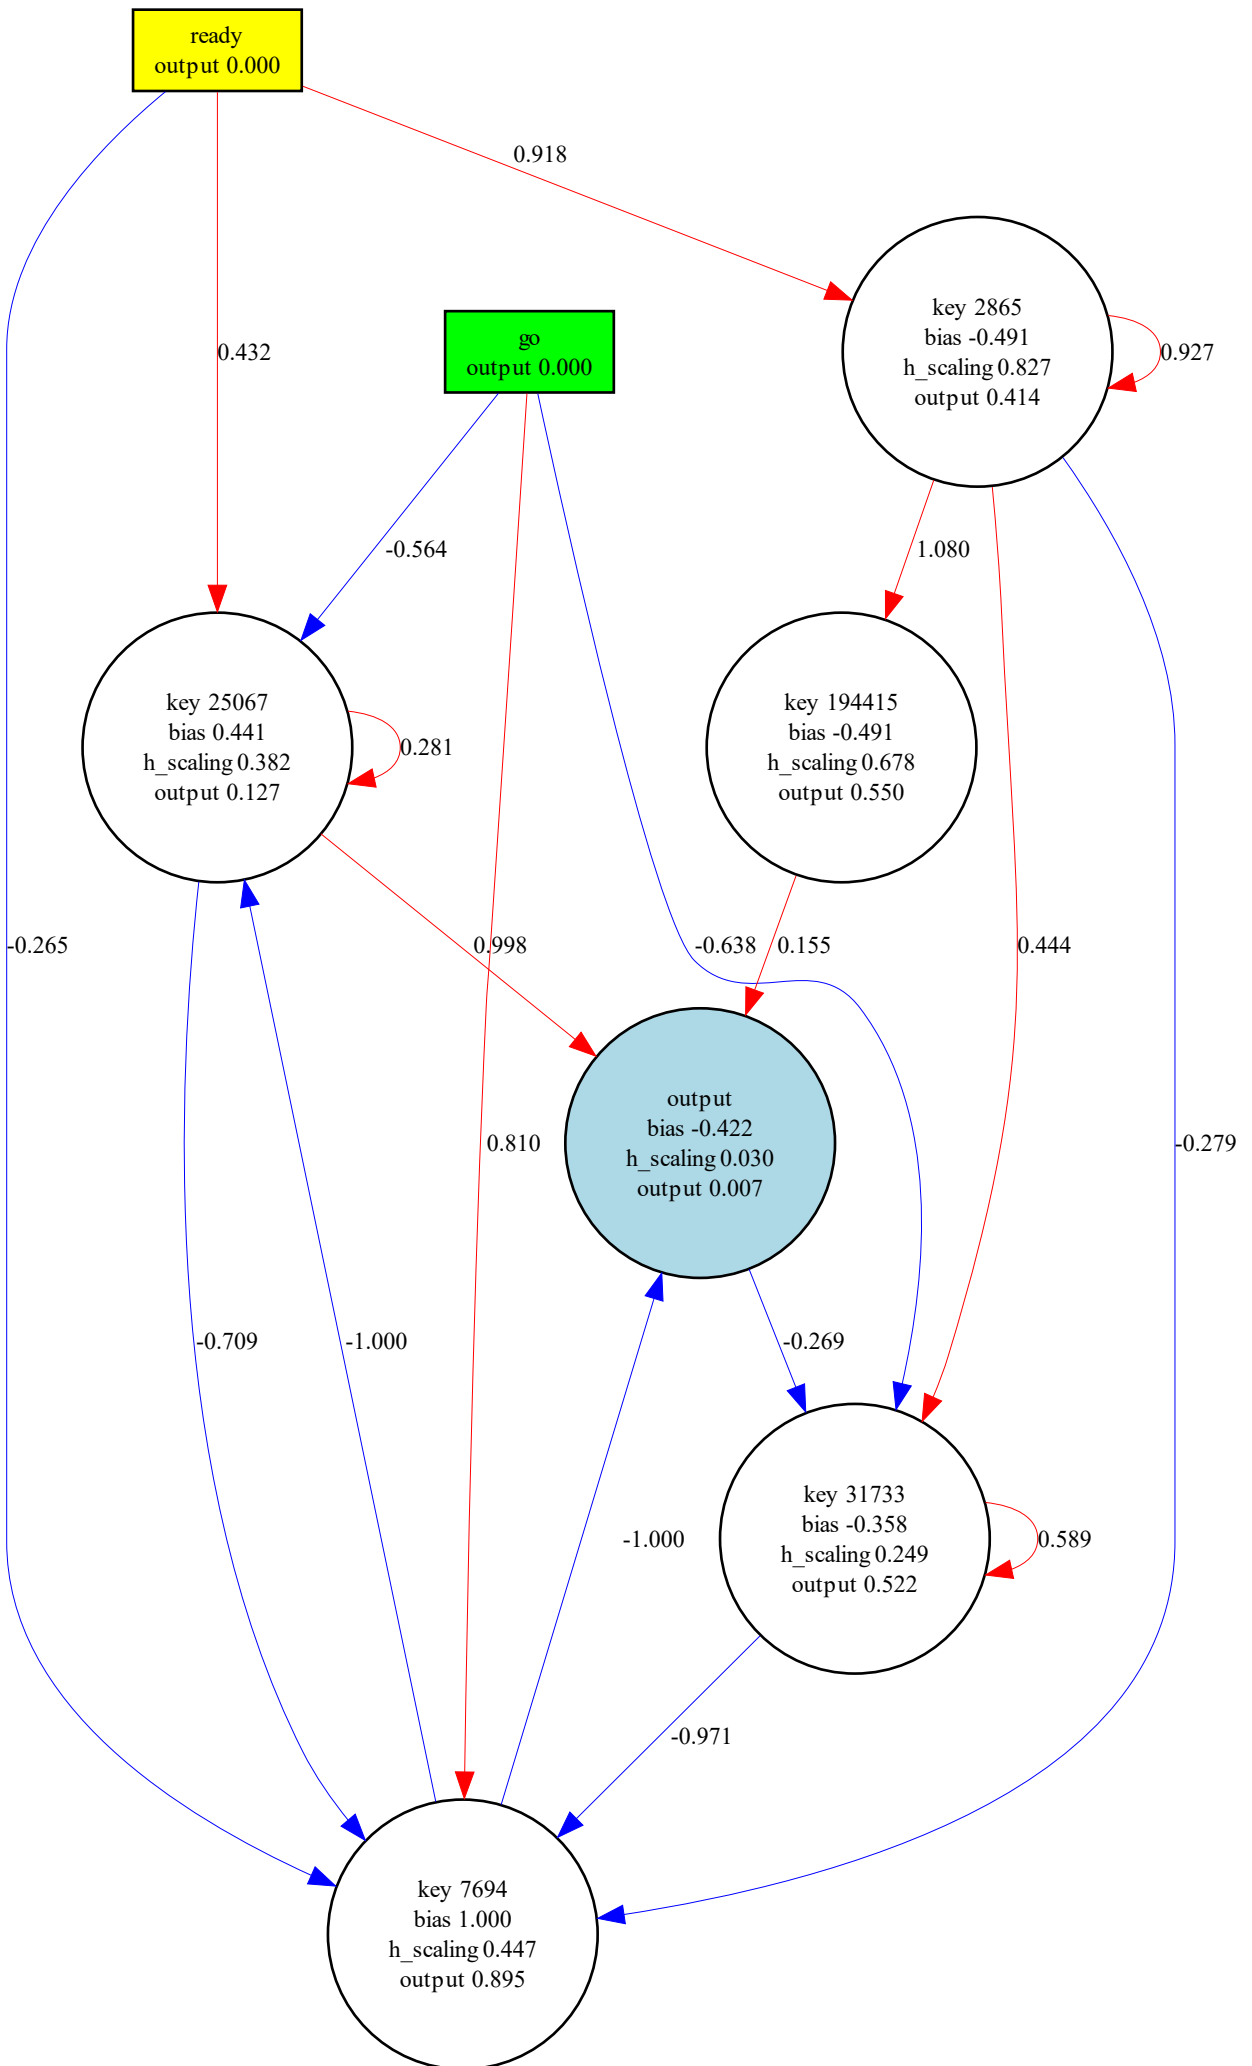 ready
output 0.000
0.918
go
output 0.000
key 2865
bias -0.491
h_scaling 0.827
output 0.414
0.432
0.927
-0.564
1.080
key 25067
bias 0.441
h_scaling 0.382
output 0.127
0.281
key 194415
bias -0.491
h_scaling 0.678
output 0.550
-0.265
0.998
-0.638
0.155
0.444
output
bias -0.422
h_scaling 0.030
output 0.007
0.810
-0.279
-0.709
-1.000
-0.269
key 31733
bias -0.358
h_scaling 0.249
output 0.522
-1.000
0.589
-0.971
key 7694
bias 1.000
h_scaling 0.447
output 0.895